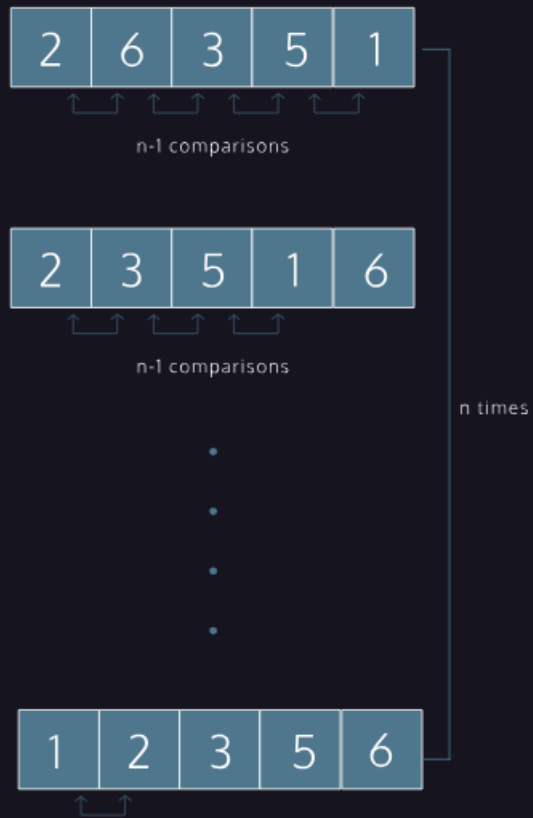 2 6 3 5 1
n-1 comparisons
2 3 5 1 6
n-1 comparisons
n times
1 2 3 5 6